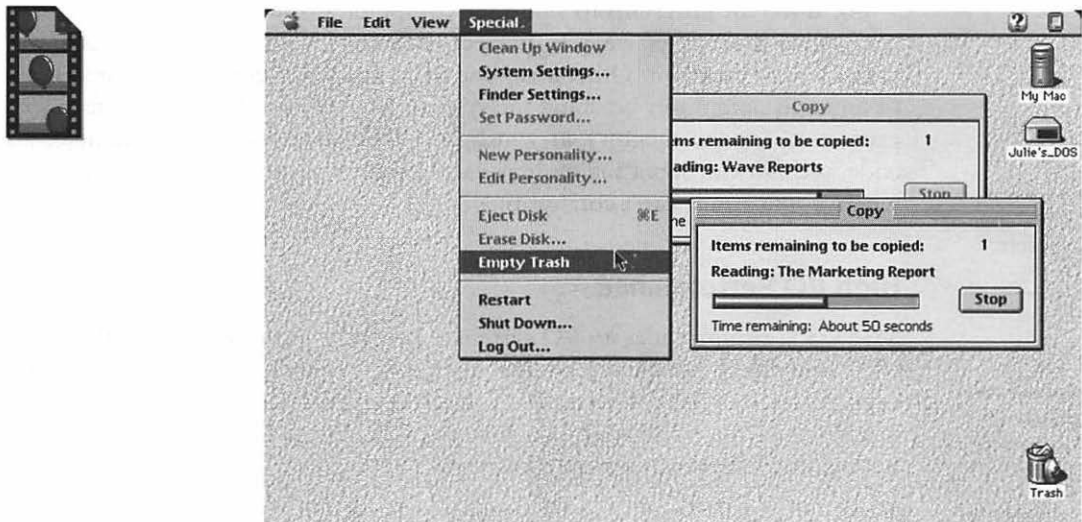 File Edit View Special
Clean Up Window
System Settings...
Finder Settings...
Set Password...
New Personality...
Edit Personality...
Eject Disk ⌘E
Erase Disk...
Empty Trash
Restart
Shut Down...
Log Out...
Copy
ems remaining to be copied: 1
ading: Wave Reports
Stop
me
Copy
Items remaining to be copied: 1
Reading: The Marketing Report
Stop
Time remaining: About 50 seconds
My Mac
Julie's_DOS
Trash